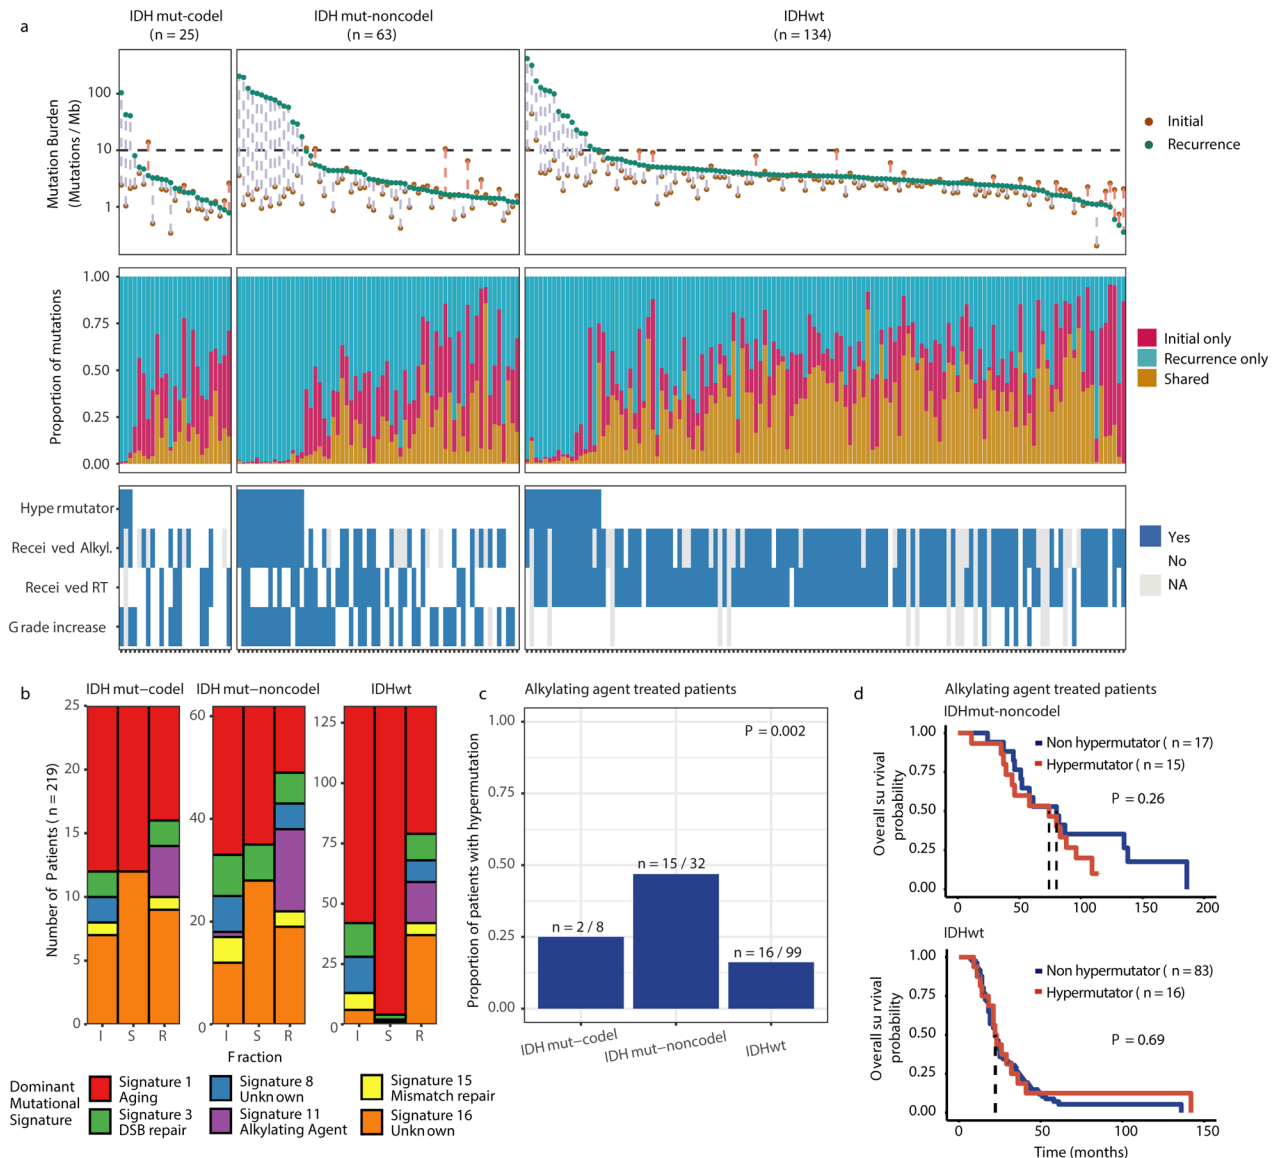 a
IDH mut-codel
(n = 25)
IDH mut-noncodel
(n = 63)
IDHwt
(n = 134)
Mutation Burden
(Mutations / Mb)
100
10
1
Initial
Recurrence
Proportion of mutations
1.00
0.75
0.50
0.25
0.00
Initial only
Recurrence only
Shared
Hypermutator
Received Alkyl.
Received RT
Grade increase
Yes
No
NA
b
IDH mut–codel
IDH mut–noncodel
IDHwt
Number of Patients ( n = 219)
25
20
15
10
5
0
60
40
20
0
125
100
75
50
25
0
I S R
I S R
I S R
Fraction
Dominant
Mutational
Signature
Signature 1
Aging
Signature 3
DSB repair
Signature 8
Unknown
Signature 11
Alkylating Agent
Signature 15
Mismatch repair
Signature 16
Unknown
c
Alkylating agent treated patients
Proportion of patients with hypermutation
1.00
0.75
0.50
0.25
0.00
P = 0.002
n = 2 / 8
n = 15 / 32
n = 16 / 99
IDH mut–codel
IDH mut–noncodel
IDHwt
d
Alkylating agent treated patients
IDHmut-noncodel
Overall survival
probability
1.00
0.75
0.50
0.25
0.00
Non hypermutator ( n = 17)
Hypermutator ( n = 15)
P = 0.26
0 50 100 150 200
IDHwt
Overall survival
probability
1.00
0.75
0.50
0.25
0.00
Non hypermutator ( n = 83)
Hypermutator ( n = 16)
P = 0.69
0 50 100 150
Time (months)